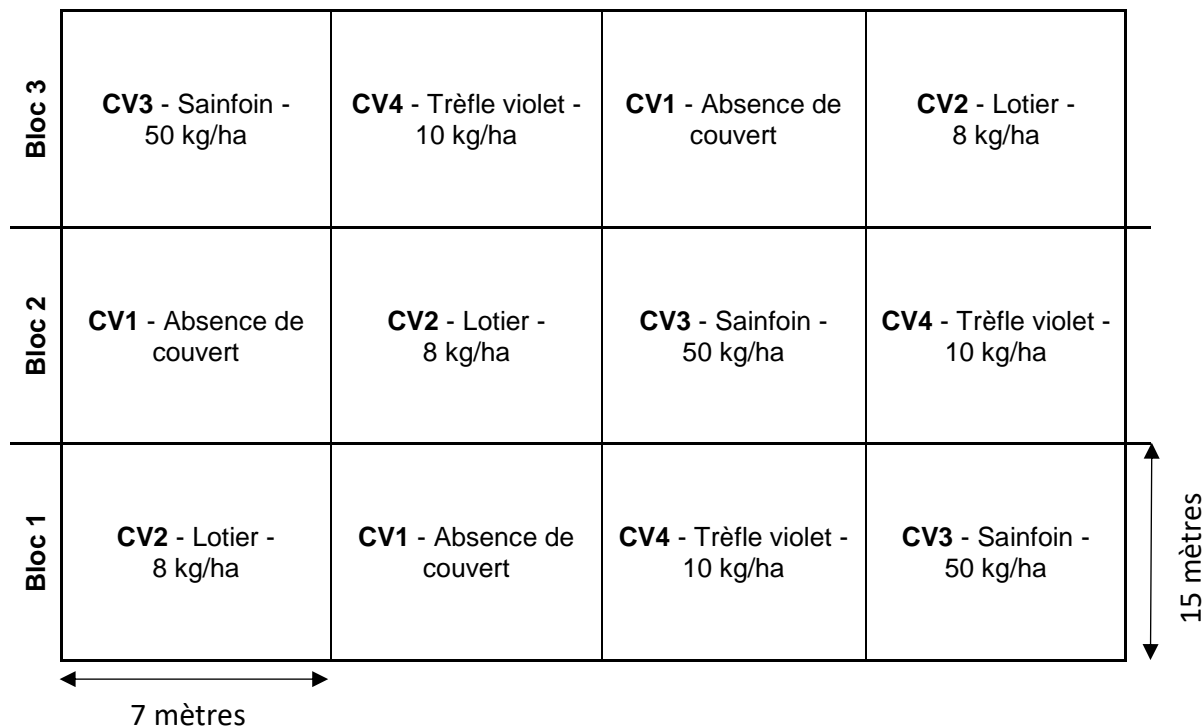 Bloc 3
CV3 - Sainfoin -
50 kg/ha
CV4 - Trèfle violet -
10 kg/ha
CV1 - Absence de
couvert
CV2 - Lotier -
8 kg/ha
Bloc 2
CV1 - Absence de
couvert
CV2 - Lotier -
8 kg/ha
CV3 - Sainfoin -
50 kg/ha
CV4 - Trèfle violet -
10 kg/ha
Bloc 1
CV2 - Lotier -
8 kg/ha
CV1 - Absence de
couvert
CV4 - Trèfle violet -
10 kg/ha
CV3 - Sainfoin -
50 kg/ha
15 mètres
7 mètres